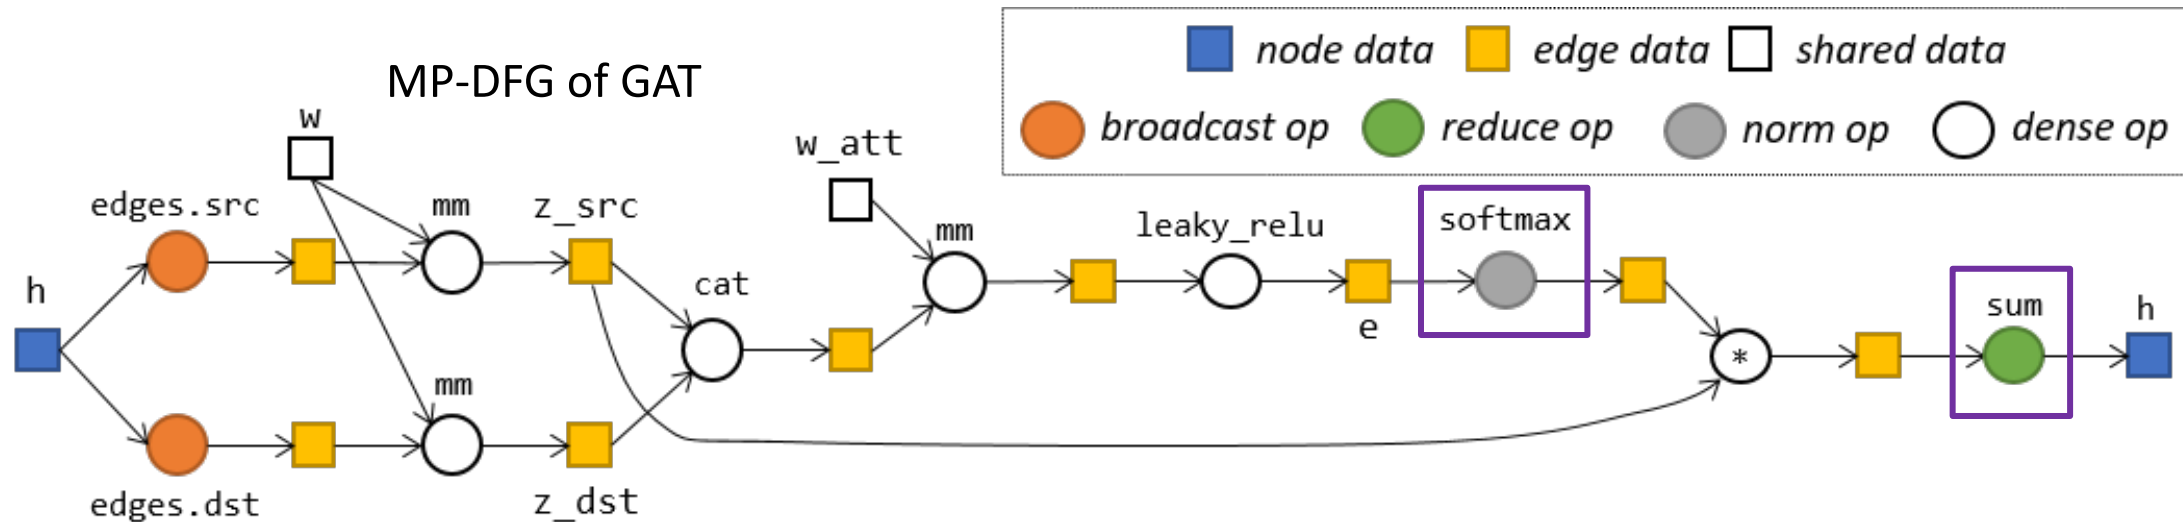 node data
edge data
shared data
broadcast op
reduce op
norm op
dense op
MP-DFG of GAT
w
w_att
edges.src
mm
z_src
mm
leaky_relu
softmax
h
cat
e
sum
h
*
mm
edges.dst
z_dst